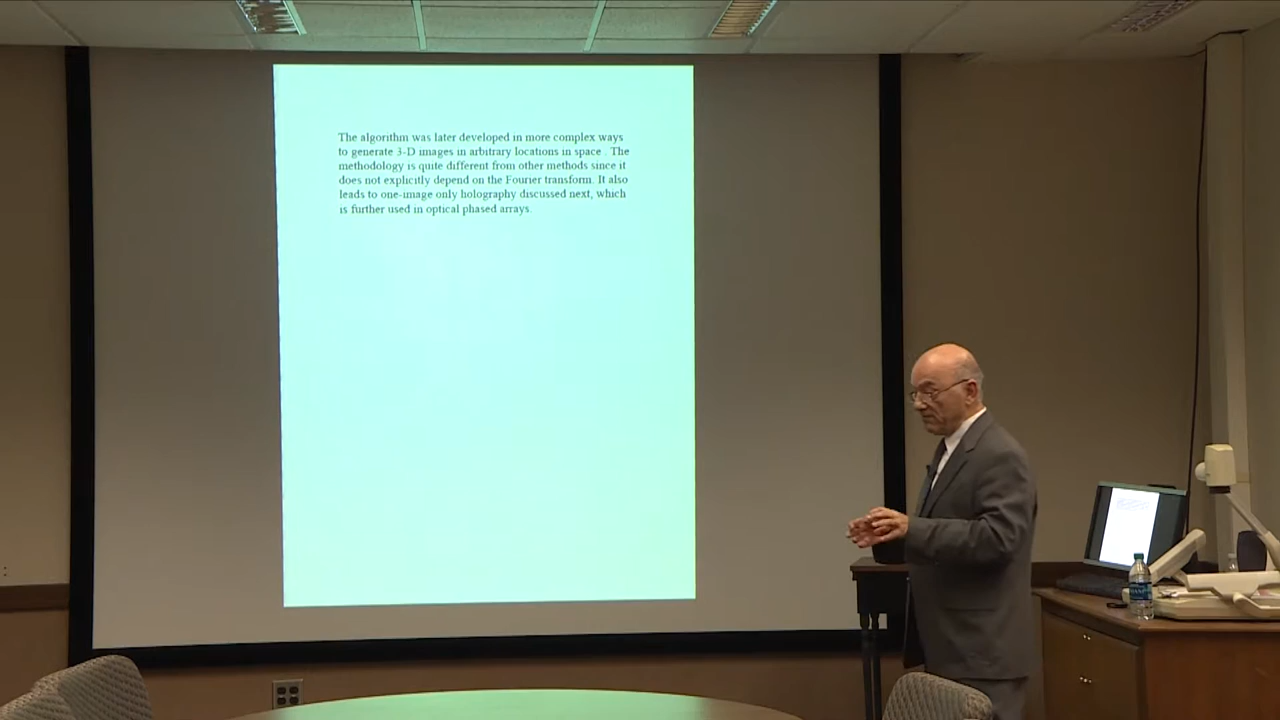 The algorithm was later developed in more complex ways
to generate 3-D images in arbitrary locations in space . The
methodology is quite different from other methods since it
does not explicitly depend on the Fourier transform. It also
leads to one-image only holography discussed next, which
is further used in optical phased arrays.